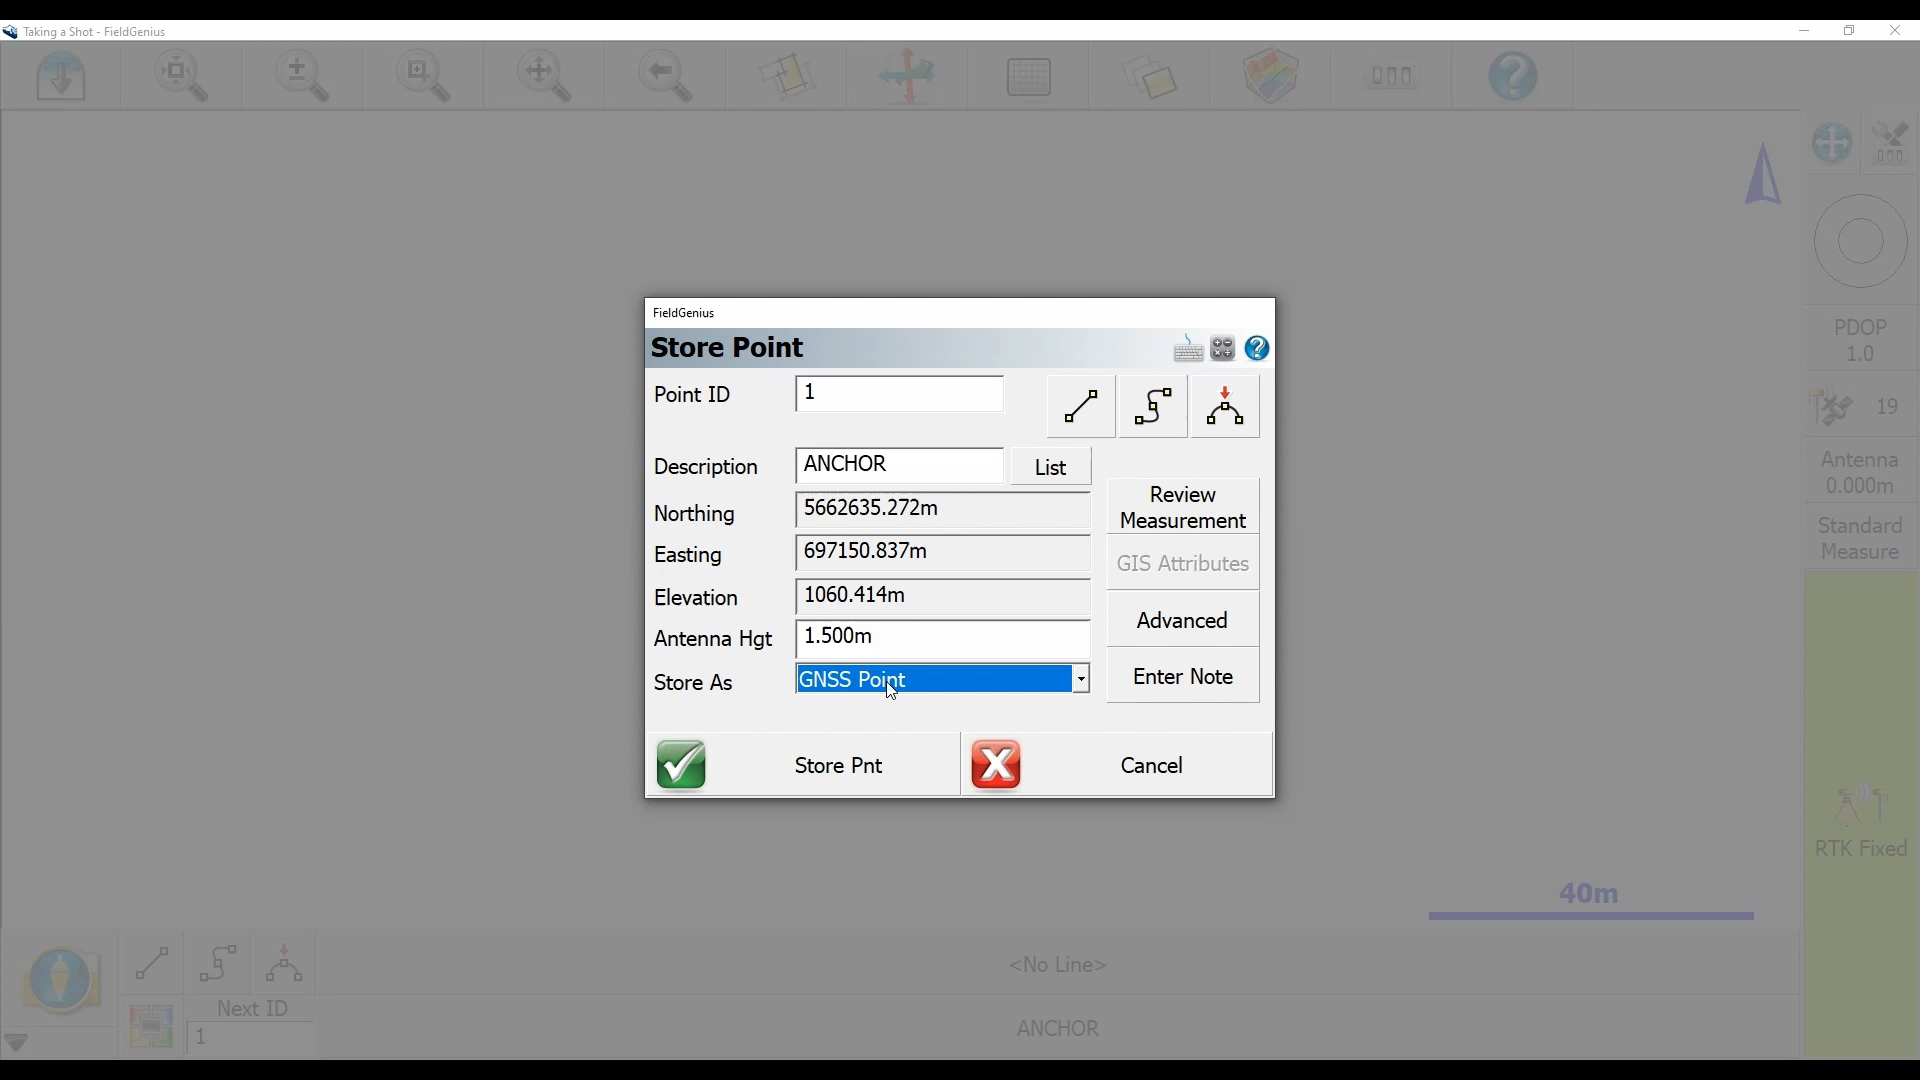 Taking a Shot - FieldGenius
PDOP
1.0
19
Antenna
0.000m
Standard
Measure
RTK Fixed
40m
FieldGenius
Store Point
Point ID
1
Description
ANCHOR
List
Northing
5662635.272m
Easting
697150.837m
Elevation
1060.414m
Antenna Hgt
1.500m
Store As
GNSS Point
Review
Measurement
GIS Attributes
Advanced
Enter Note
Store Pnt
Cancel
<No Line>
Next ID
1
ANCHOR